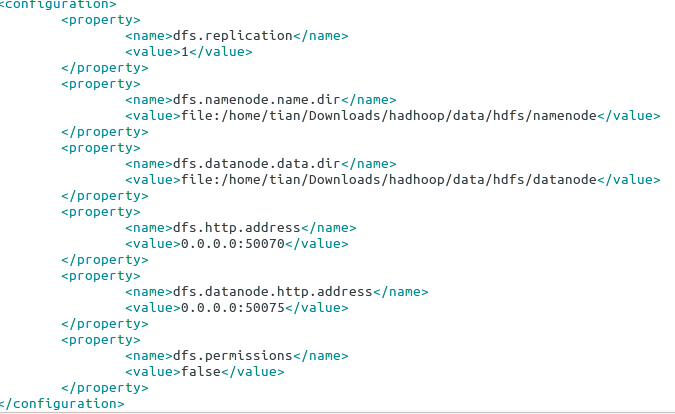 <configuration>
<property>
<name>dfs.replication</name>
<value>1</value>
</property>
<property>
<name>dfs.namenode.name.dir</name>
<value>file:/home/tian/Downloads/hadhoop/data/hdfs/namenode</value>
</property>
<property>
<name>dfs.datanode.data.dir</name>
<value>file:/home/tian/Downloads/hadhoop/data/hdfs/datanode</value>
</property>
<property>
<name>dfs.http.address</name>
<value>0.0.0.0:50070</value>
</property>
<property>
<name>dfs.datanode.http.address</name>
<value>0.0.0.0:50075</value>
</property>
<property>
<name>dfs.permissions</name>
<value>false</value>
</property>
</configuration>